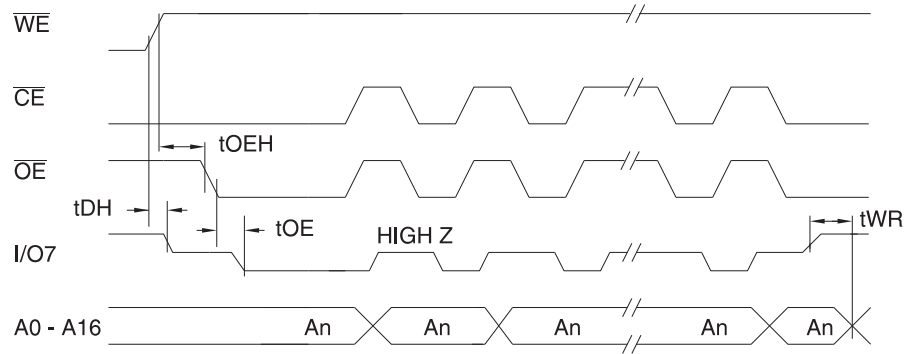 WE
CE
tOEH
OE
tDH
tOE
HIGH Z
tWR
I/O7
A0 - A16 An An An An An